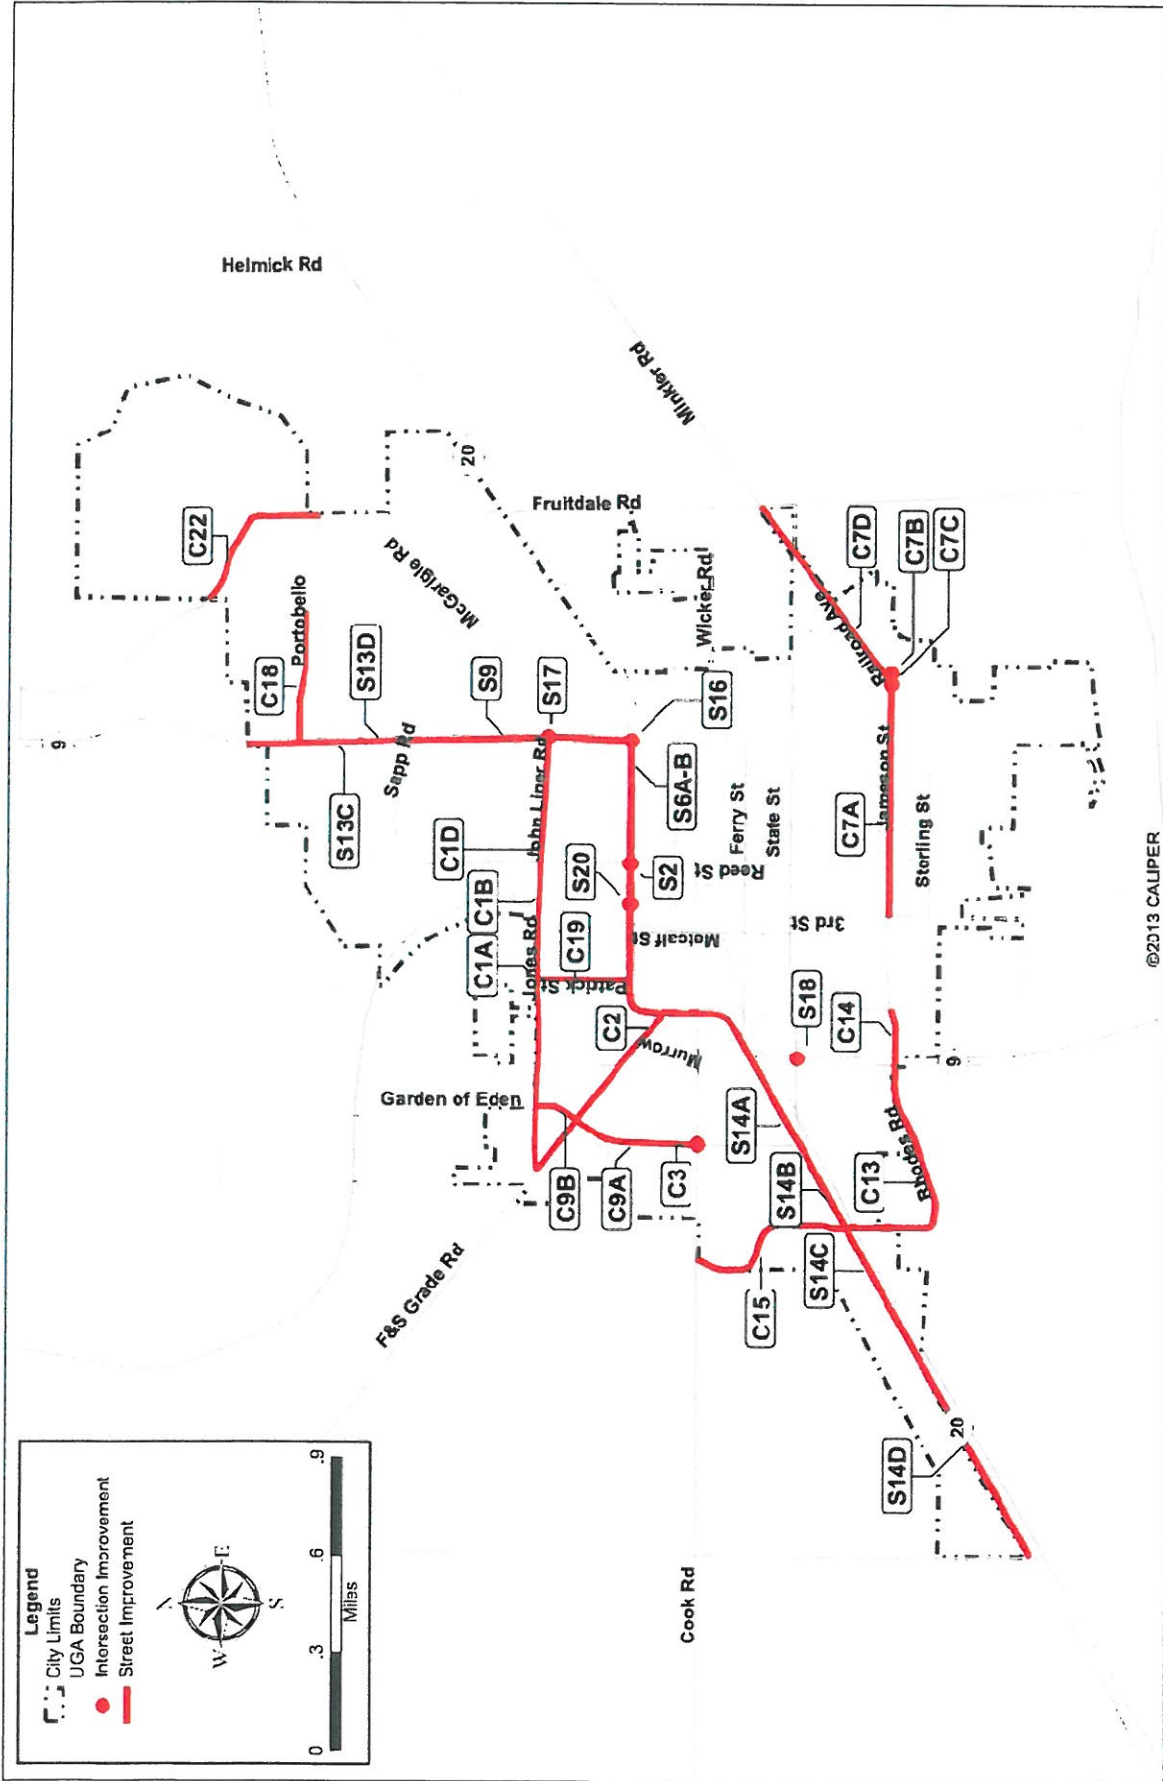 Legend
City Limits
UGA Boundary
Intersection Improvement
Street Improvement
N
W
E
S
0
.3
.6
.9
Miles
Helmick Rd
9
C22
Portobello
C18
McGarigle Rd
20
S13D
Minkler Rd
Fruitdale Rd
S13C
Sapp Rd
S9
S17
Wicker Rd
C1D
John Liner Rd
S16
C7D
Railroad Ave
C7B
C7C
C1B
C1A
Jones Rd
S20
S6A-B
S2
Reed St
Ferry St
State St
C7A
Jameson St
Sterling St
C19
Metcalf St
3rd St
Patrick St
C2
Murrow
S18
C14
9
Garden of Eden
S14A
C9B
C9A
C3
S14B
C13
Rhodes Rd
F&S Grade Rd
C15
S14C
S14D
20
Cook Rd
©2013 CALIPER